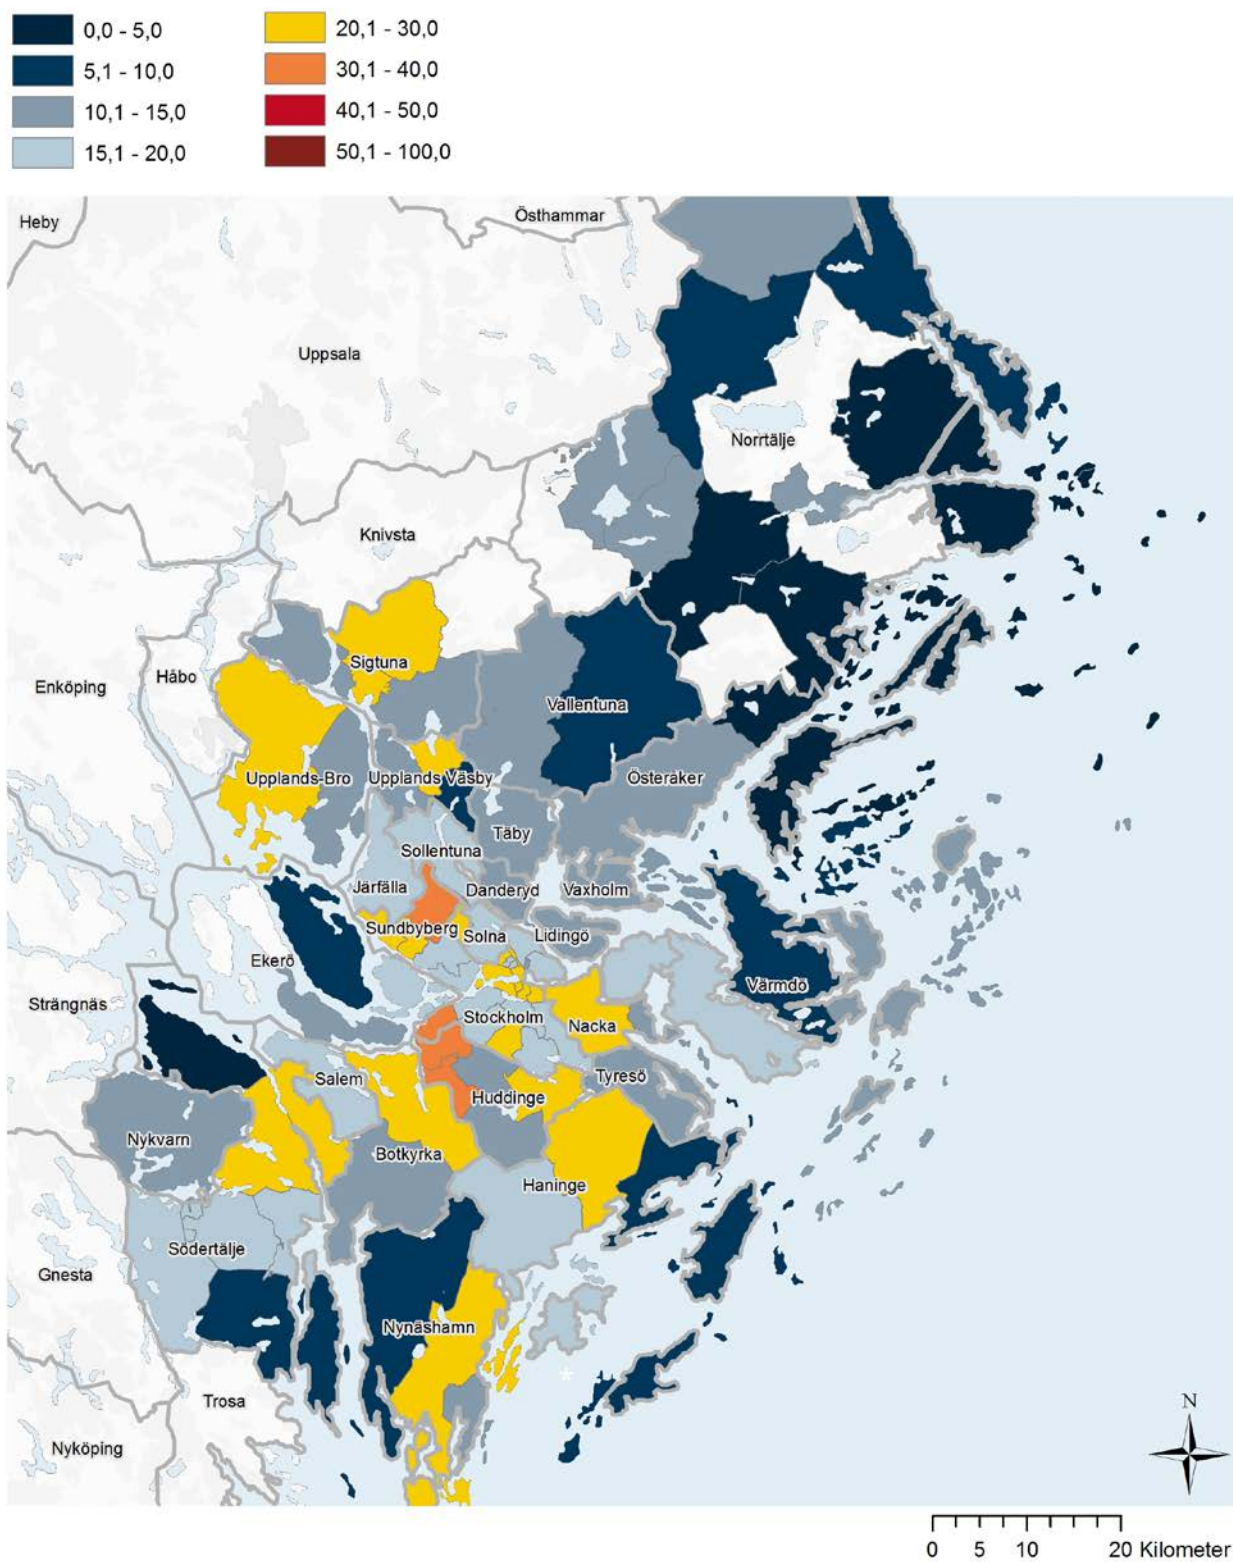 0,0 - 5,0
5,1 - 10,0
10,1 - 15,0
15,1 - 20,0
20,1 - 30,0
30,1 - 40,0
40,1 - 50,0
50,1 - 100,0
Heby
Östhammar
Uppsala
Norrtälje
Knivsta
Sigtuna
Håbo
Enköping
Vallentuna
Upplands-Bro
Upplands Väsby
Österåker
Täby
Sollentuna
Järfälla
Danderyd
Vaxholm
Sundbyberg
Solna
Lidingö
Ekerö
Värmdö
Strängnäs
Stockholm
Nacka
Salem
Tyresö
Huddinge
Nykvarn
Botkyrka
Haninge
Södertälje
Gnesta
Nynäshamn
Trosa
Nyköping
N
0 5 10 20 Kilometer